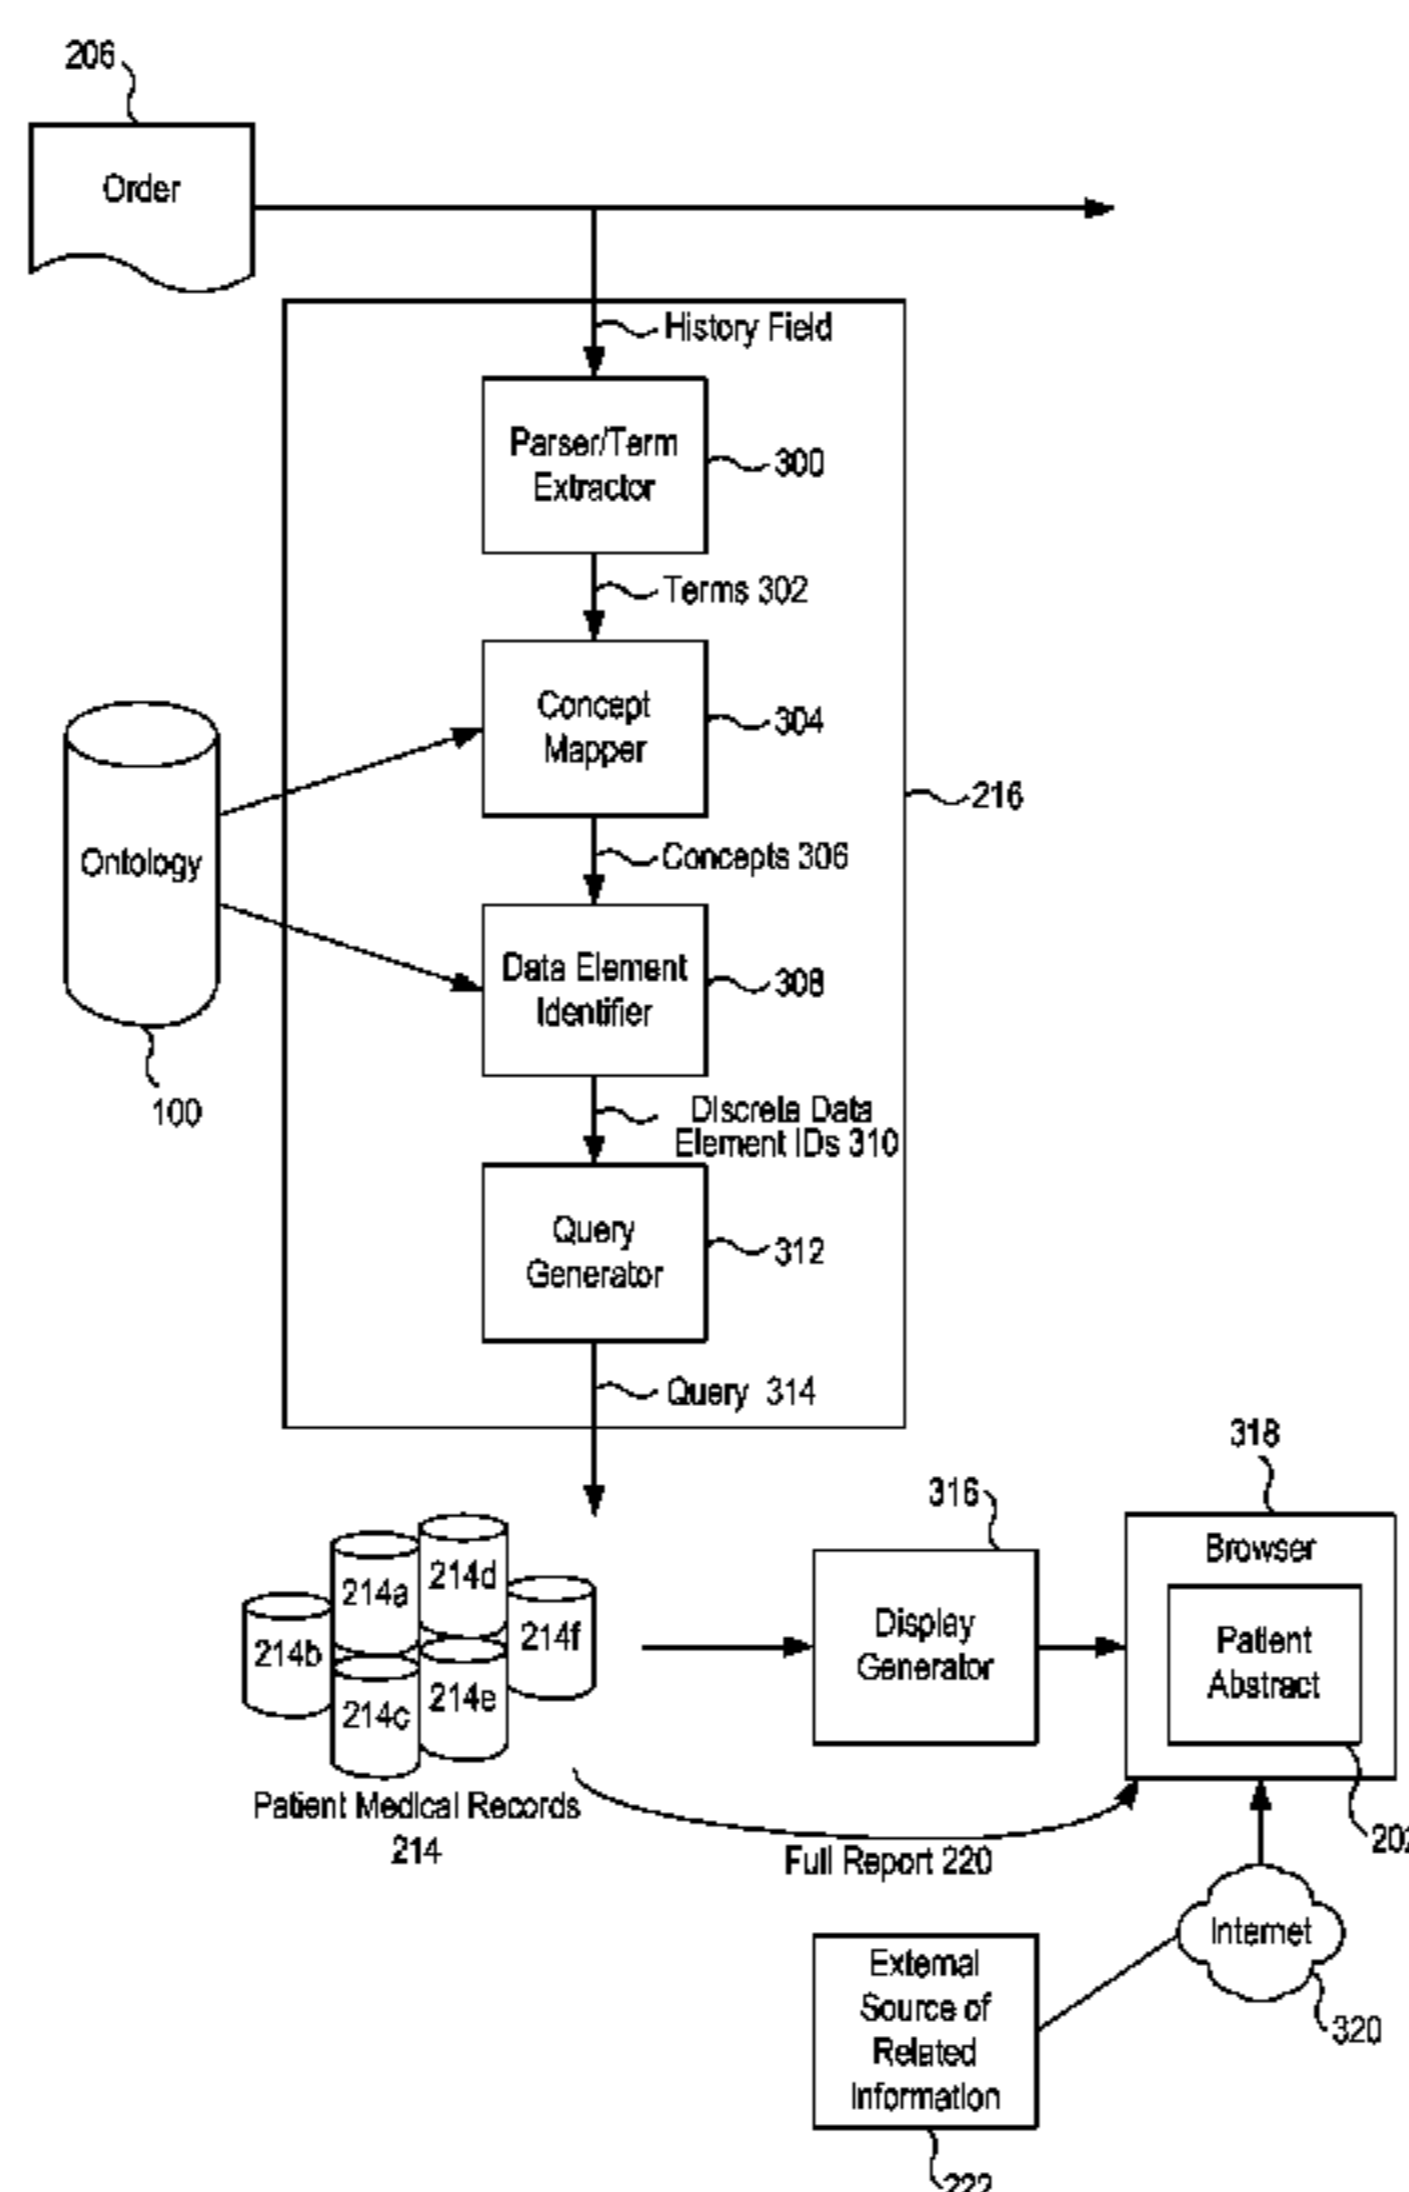 206
Order
History Field
Parser/Term
Extractor
300
Terms 302
Concept
Mapper
304
216
Ontology
Concepts 306
Data Element
Identifier
308
100
Discrete Data
Element IDs 310
Query
Generator
312
Query 314
318
316
Browser
214a
214d
214b
214f
214c
214e
Display
Generator
Patient
Abstract
Patient Medical Records
214
202
Full Report 220
Internet
External
Source of
Related
Information
320
222